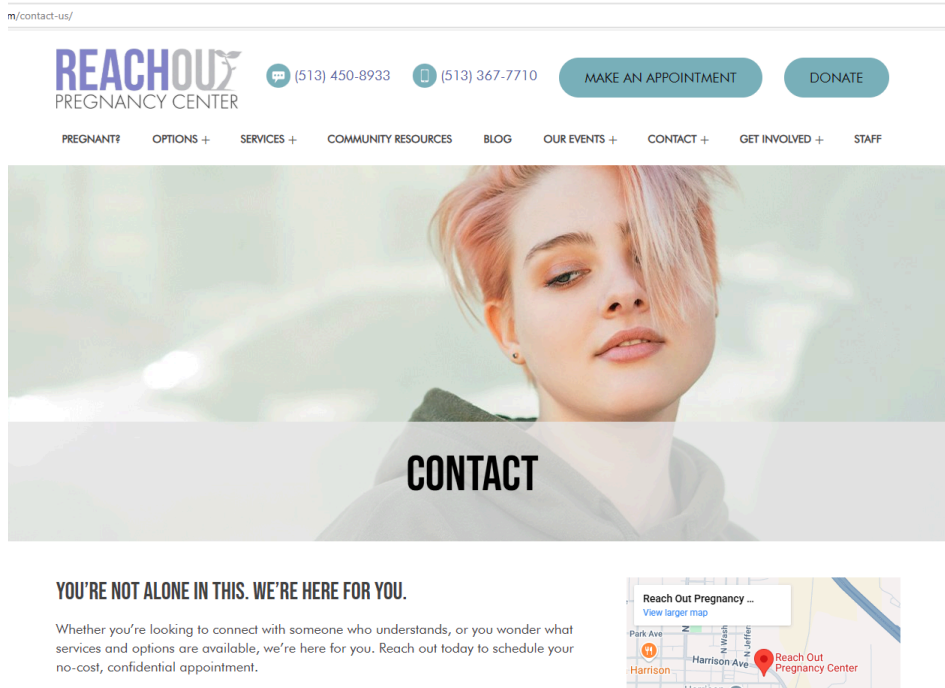 m/contact-us/
REACHOUT
PREGNANCY CENTER
(513) 450-8933
(513) 367-7710
MAKE AN APPOINTMENT
DONATE
PREGNANT?
OPTIONS +
SERVICES +
COMMUNITY RESOURCES
BLOG
OUR EVENTS +
CONTACT +
GET INVOLVED +
STAFF
CONTACT
YOU'RE NOT ALONE IN THIS. WE'RE HERE FOR YOU.
Whether you're looking to connect with someone who understands, or you wonder what
services and options are available, we're here for you. Reach out today to schedule your
no-cost, confidential appointment.
Reach Out Pregnancy ...
View larger map
Park Ave
N Wash
N Jeffer
Harrison
Harrison Ave
Reach Out
Pregnancy Center